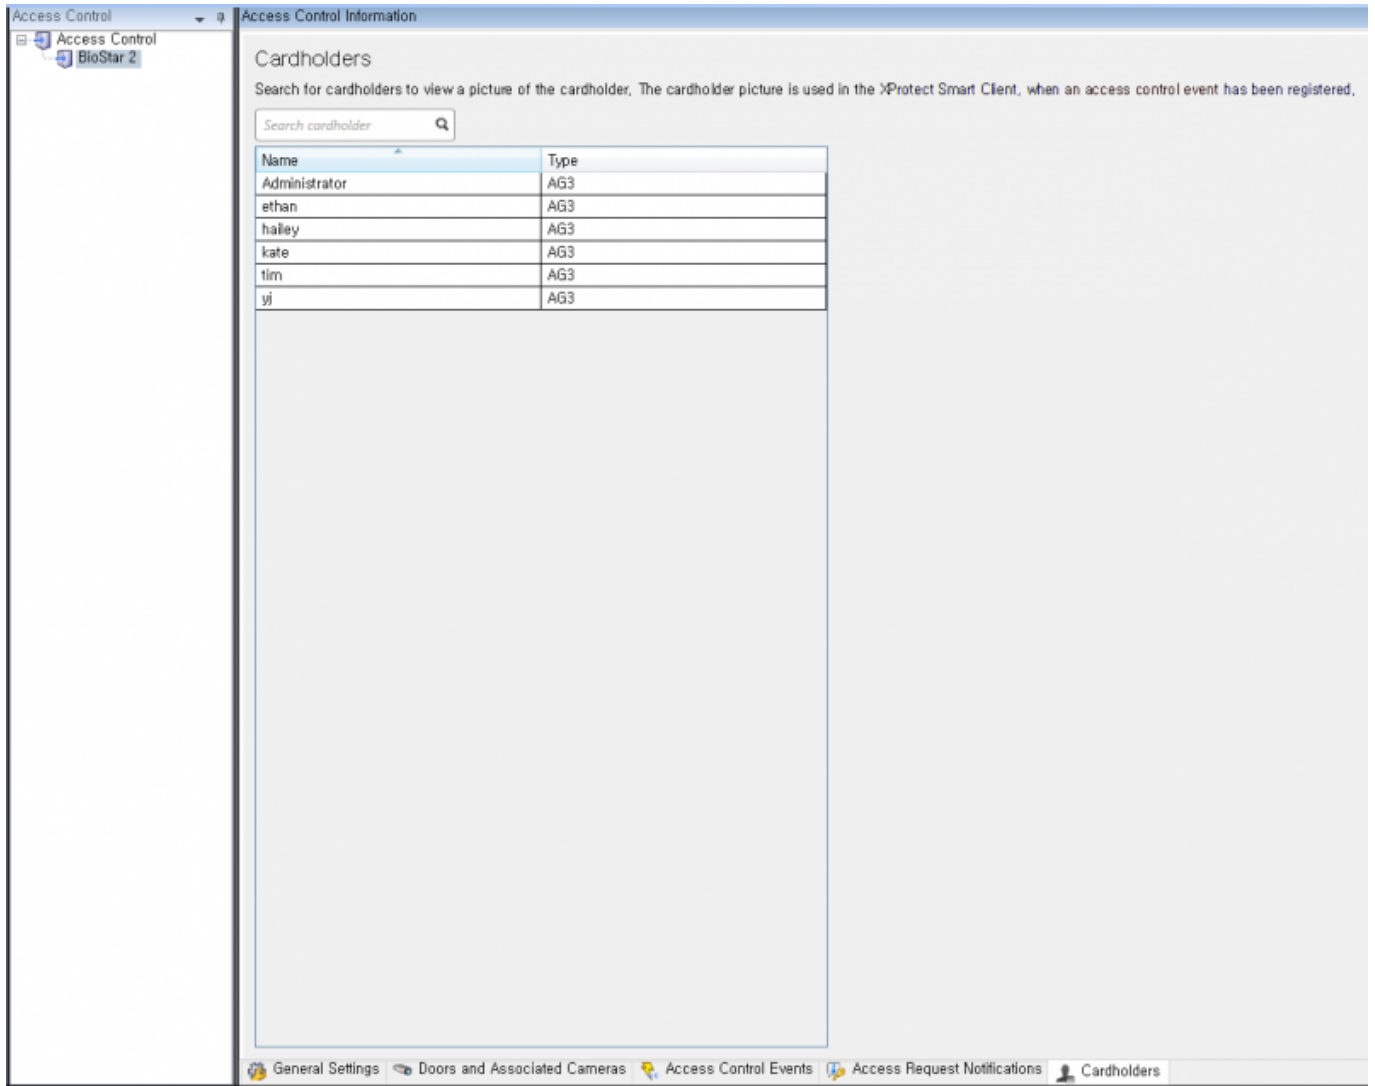 Access Control
Access Control Information
Access Control
BioStar 2
Cardholders
Search for cardholders to view a picture of the cardholder, The cardholder picture is used in the XProtect Smart Client, when an access control event has been registered,
Search cardholder
Name Type
Administrator AG3
ethan AG3
hailey AG3
kate AG3
tim AG3
yj AG3
General Settings Doors and Associated Cameras Access Control Events Access Request Notifications Cardholders